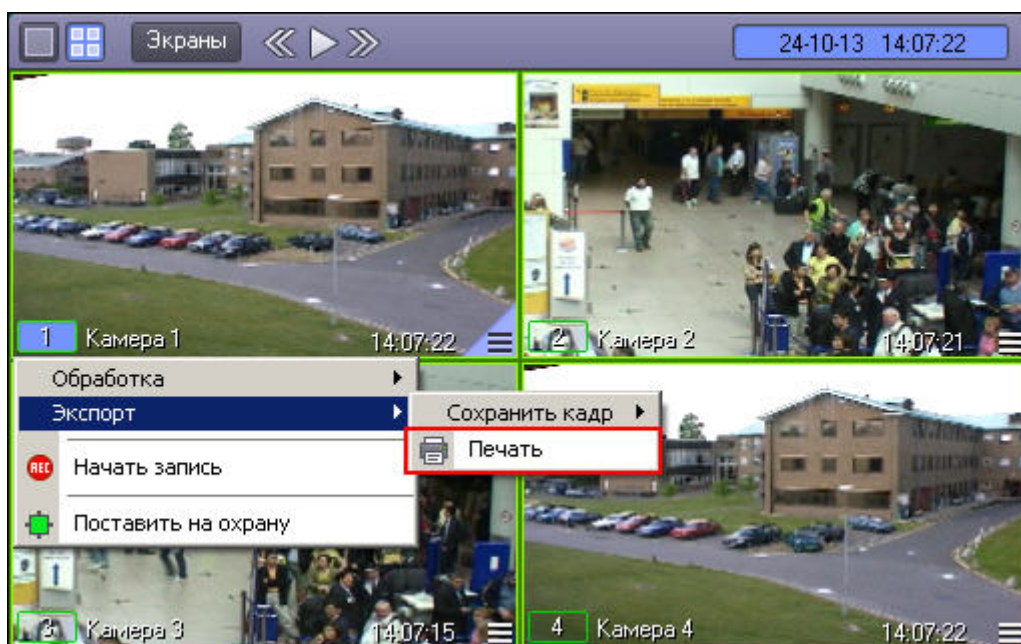 Экраны
24-10-13 14:07:22
1 Камера 1 14:07:22
2 Камера 2 14:07:21
Обработка
Экспорт
Сохранить кадр
Печать
REC Начать запись
Поставить на охрану
3 Камера 3 14:07:15
4 Камера 4 14:07:22